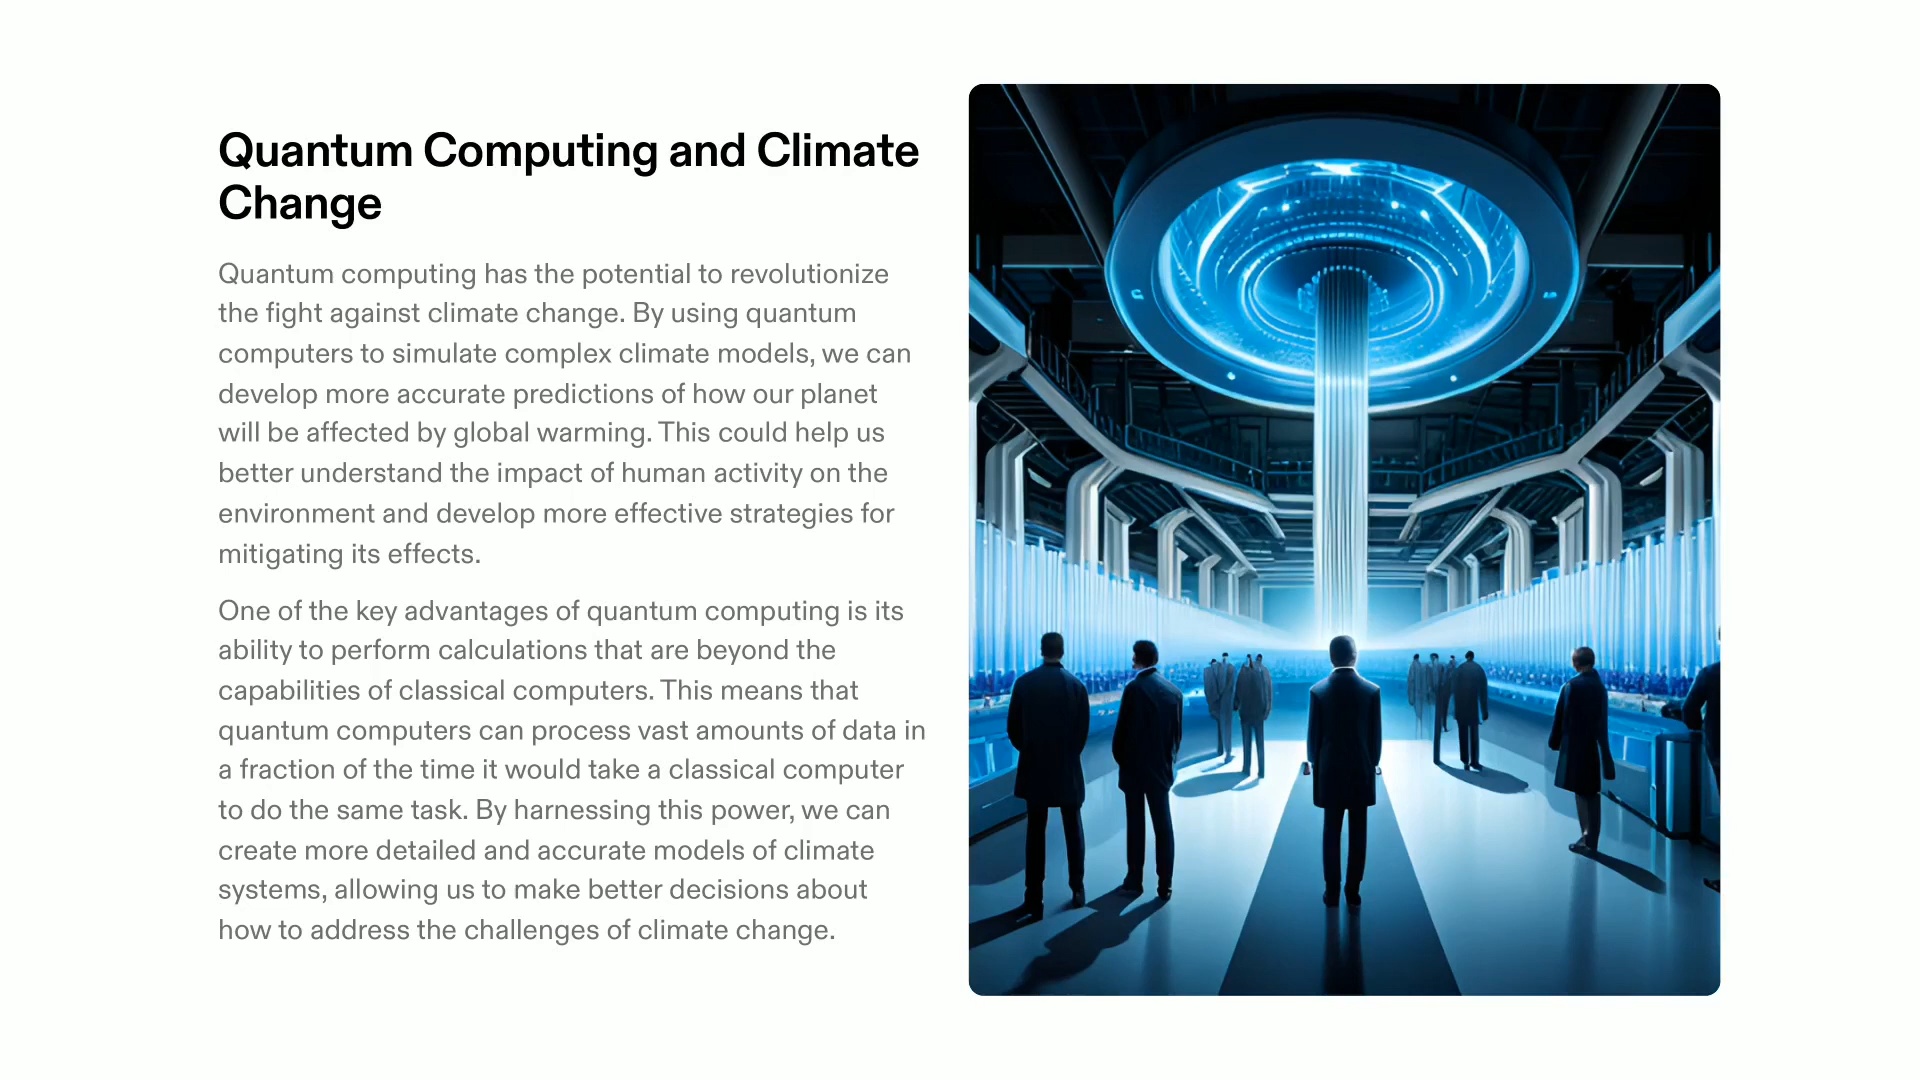 Quantum Computing and Climate
Change
Quantum computing has the potential to revolutionize
the fight against climate change. By using quantum
computers to simulate complex climate models, we can
develop more accurate predictions of how our planet
will be affected by global warming. This could help us
better understand the impact of human activity on the
environment and develop more effective strategies for
mitigating its effects.
One of the key advantages of quantum computing is its
ability to perform calculations that are beyond the
capabilities of classical computers. This means that
quantum computers can process vast amounts of data in
a fraction of the time it would take a classical computer
to do the same task. By harnessing this power, we can
create more detailed and accurate models of climate
systems, allowing us to make better decisions about
how to address the challenges of climate change.